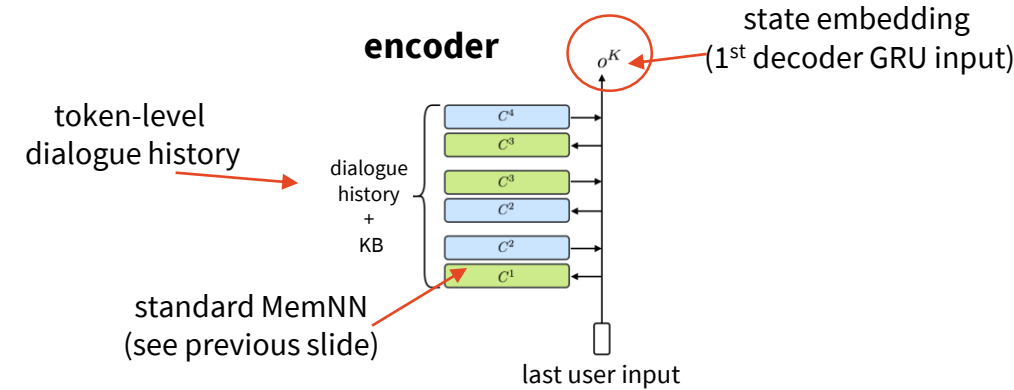 encoder
state embedding
(1st decoder GRU input)
o^K
token-level
dialogue history
C^4
C^3
dialogue
history
+
KB
C^3
C^2
C^2
C^1
standard MemNN
(see previous slide)
last user input